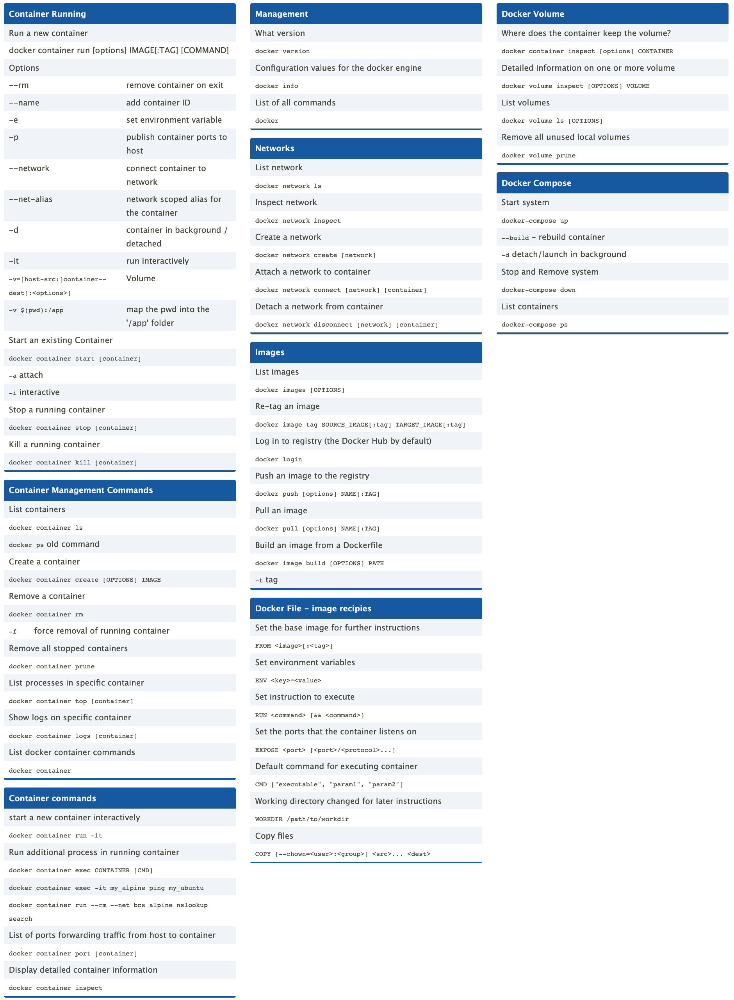 Container Running
Run a new container
docker container run [options] IMAGE[:TAG] [COMMAND]
Options
--rm remove container on exit
--name add container ID
-e set environment variable
-p publish container ports to
host
--network connect container to
network
--net-alias network scoped alias for
the container
-d container in background /
detached
-it run interactively
-v=[host-src:]container-- Volume
dest[:<options>]
-v $(pwd):/app map the pwd into the
'/app' folder
Start an existing Container
docker container start [container]
-a attach
-i interactive
Stop a running container
docker container stop [container]
Kill a running container
docker container kill [container]
Container Management Commands
List containers
docker container ls
docker ps old command
Create a container
docker container create [OPTIONS] IMAGE
Remove a container
docker container rm
-f force removal of running container
Remove all stopped containers
docker container prune
List processes in specific container
docker container top [container]
Show logs on specific container
docker container logs [container]
List docker container commands
docker container
Container commands
start a new container interactively
docker container run -it
Run additional process in running container
docker container exec CONTAINER [CMD]
docker container exec -it my_alpine ping my_ubuntu
docker container run --rm --net bcs alpine nslookup
search
List of ports forwarding traffic from host to container
docker container port [container]
Display detailed container information
docker container inspect
Management
What version
docker version
Configuration values for the docker engine
docker info
List of all commands
docker
Networks
List network
docker network ls
Inspect network
docker network inspect
Create a network
docker network create [network]
Attach a network to container
docker network connect [network] [container]
Detach a network from container
docker network disconnect [network] [container]
Images
List images
docker images [OPTIONS]
Re-tag an image
docker image tag SOURCE_IMAGE[:tag] TARGET_IMAGE[:tag]
Log in to registry (the Docker Hub by default)
docker login
Push an image to the registry
docker push [options] NAME[:TAG]
Pull an image
docker pull [options] NAME[:TAG]
Build an image from a Dockerfile
docker image build [OPTIONS] PATH
-t tag
Docker File - image recipies
Set the base image for further instructions
FROM <image>[:<tag>]
Set environment variables
ENV <key>=<value>
Set instruction to execute
RUN <command> [&& <command>]
Set the ports that the container listens on
EXPOSE <port> [<port>/<protocol>...]
Default command for executing container
CMD ["executable", "param1", "param2"]
Working directory changed for later instructions
WORKDIR /path/to/workdir
Copy files
COPY [--chown=<user>:<group>] <src>... <dest>
Docker Volume
Where does the container keep the volume?
docker container inspect [options] CONTAINER
Detailed information on one or more volume
docker volume inspect [OPTIONS] VOLUME
List volumes
docker volume ls [OPTIONS]
Remove all unused local volumes
docker volume prune
Docker Compose
Start system
docker-compose up
--build - rebuild container
-d detach/launch in background
Stop and Remove system
docker-compose down
List containers
docker-compose ps